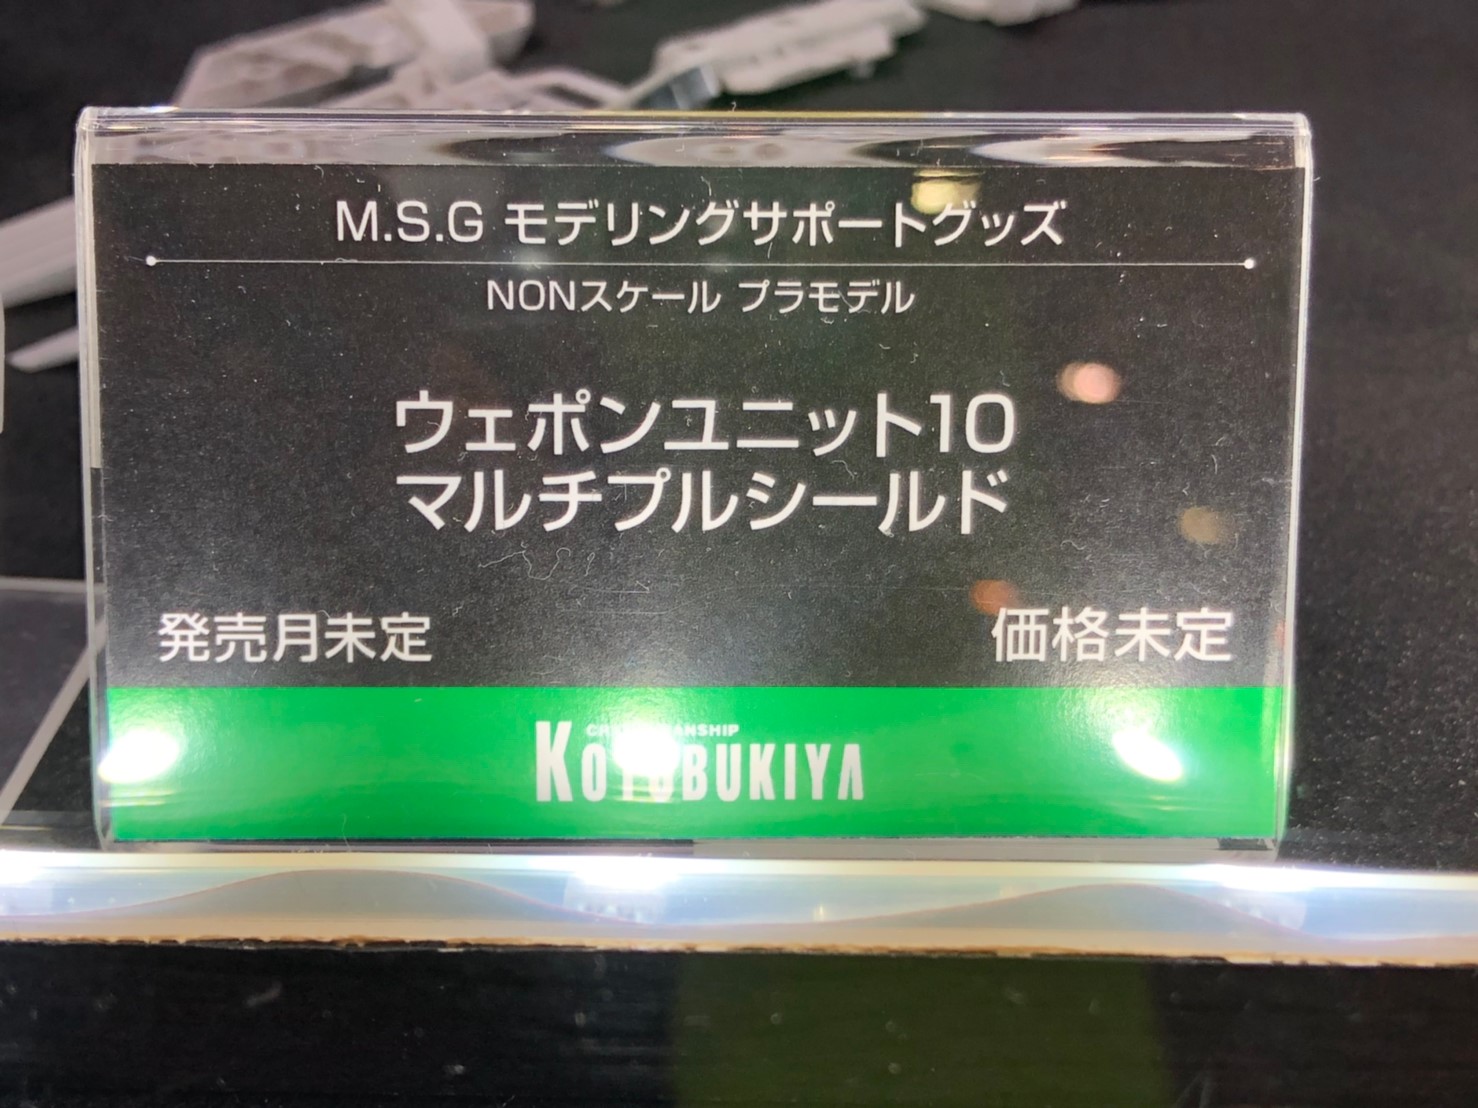 M.S.G モデリングサポートグッズ
NONスケール プラモデル
ウェポンユニット10
マルチプルシールド
発売月未定
価格未定
KOTOBUKIYA